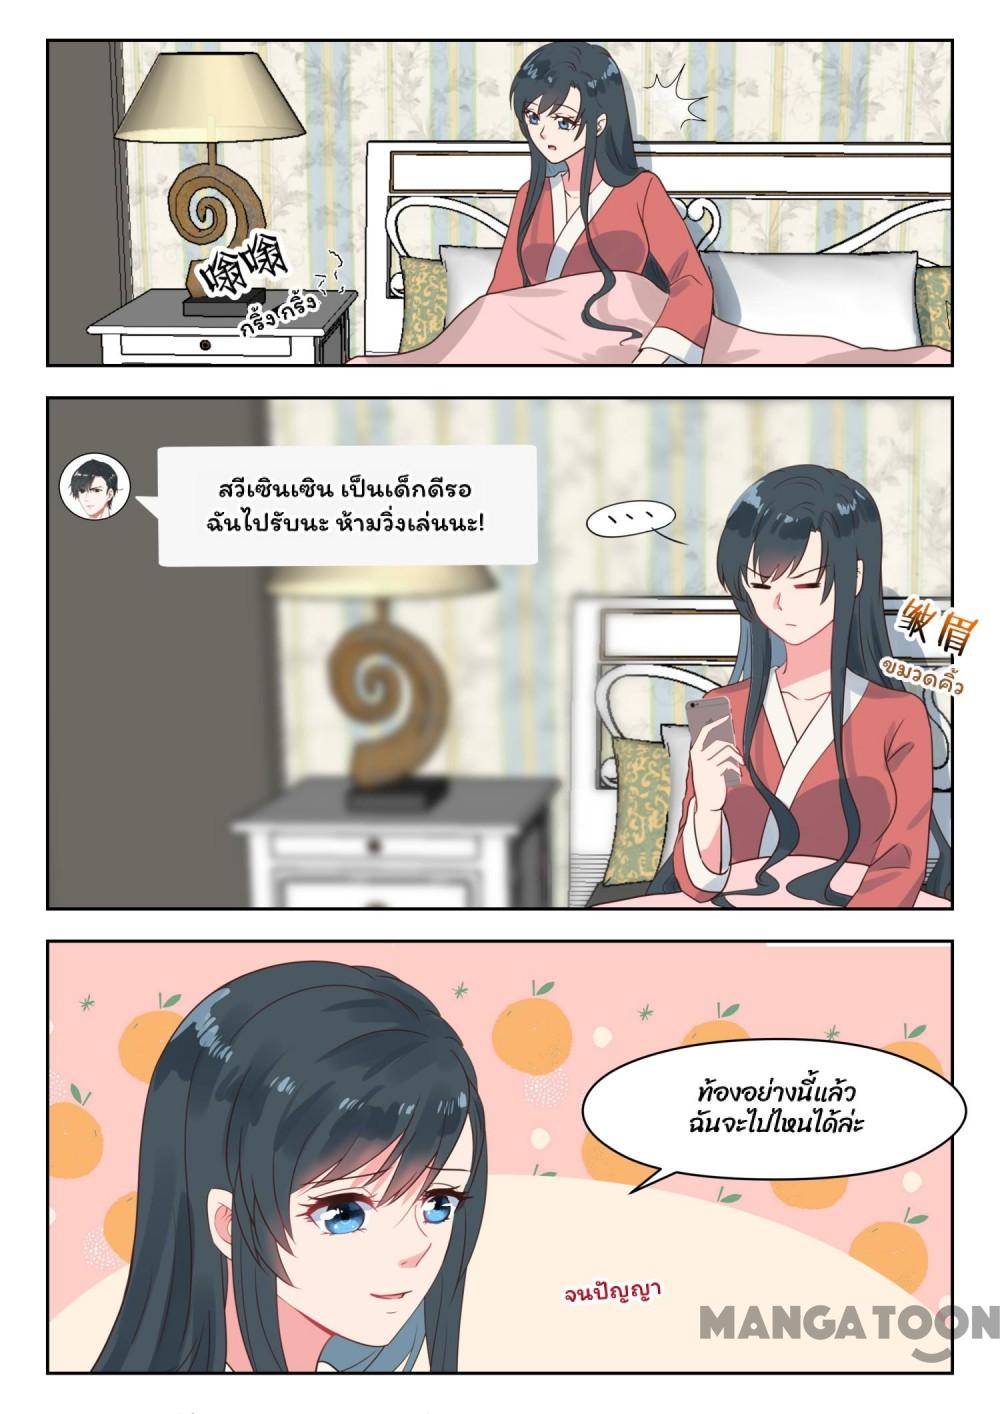 嗡嗡
กริ้ง กริ้ง
สวีเซินเซิน เป็นเด็กดีรอ
ฉันไปรับนะ ห้ามวิ่งเล่นนะ!
皱眉
ขมวดคิ้ว
ท้องอย่างนี้แล้ว
ฉันจะไปไหนได้ล่ะ
จนปัญญา
MANGATOON